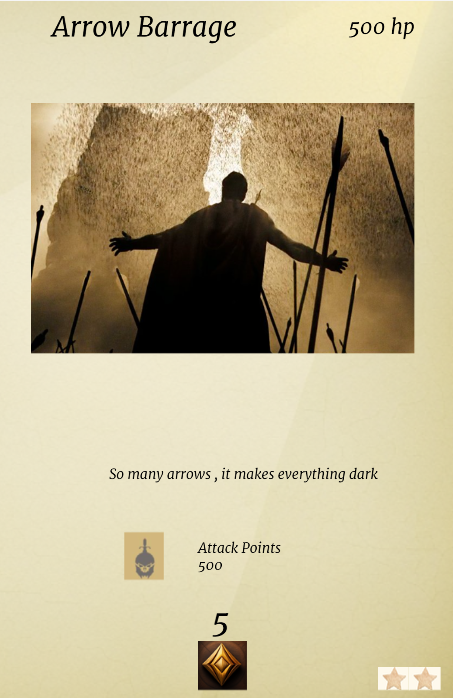 Arrow Barrage
500 hp
So many arrows , it makes everything dark
Attack Points
500
5